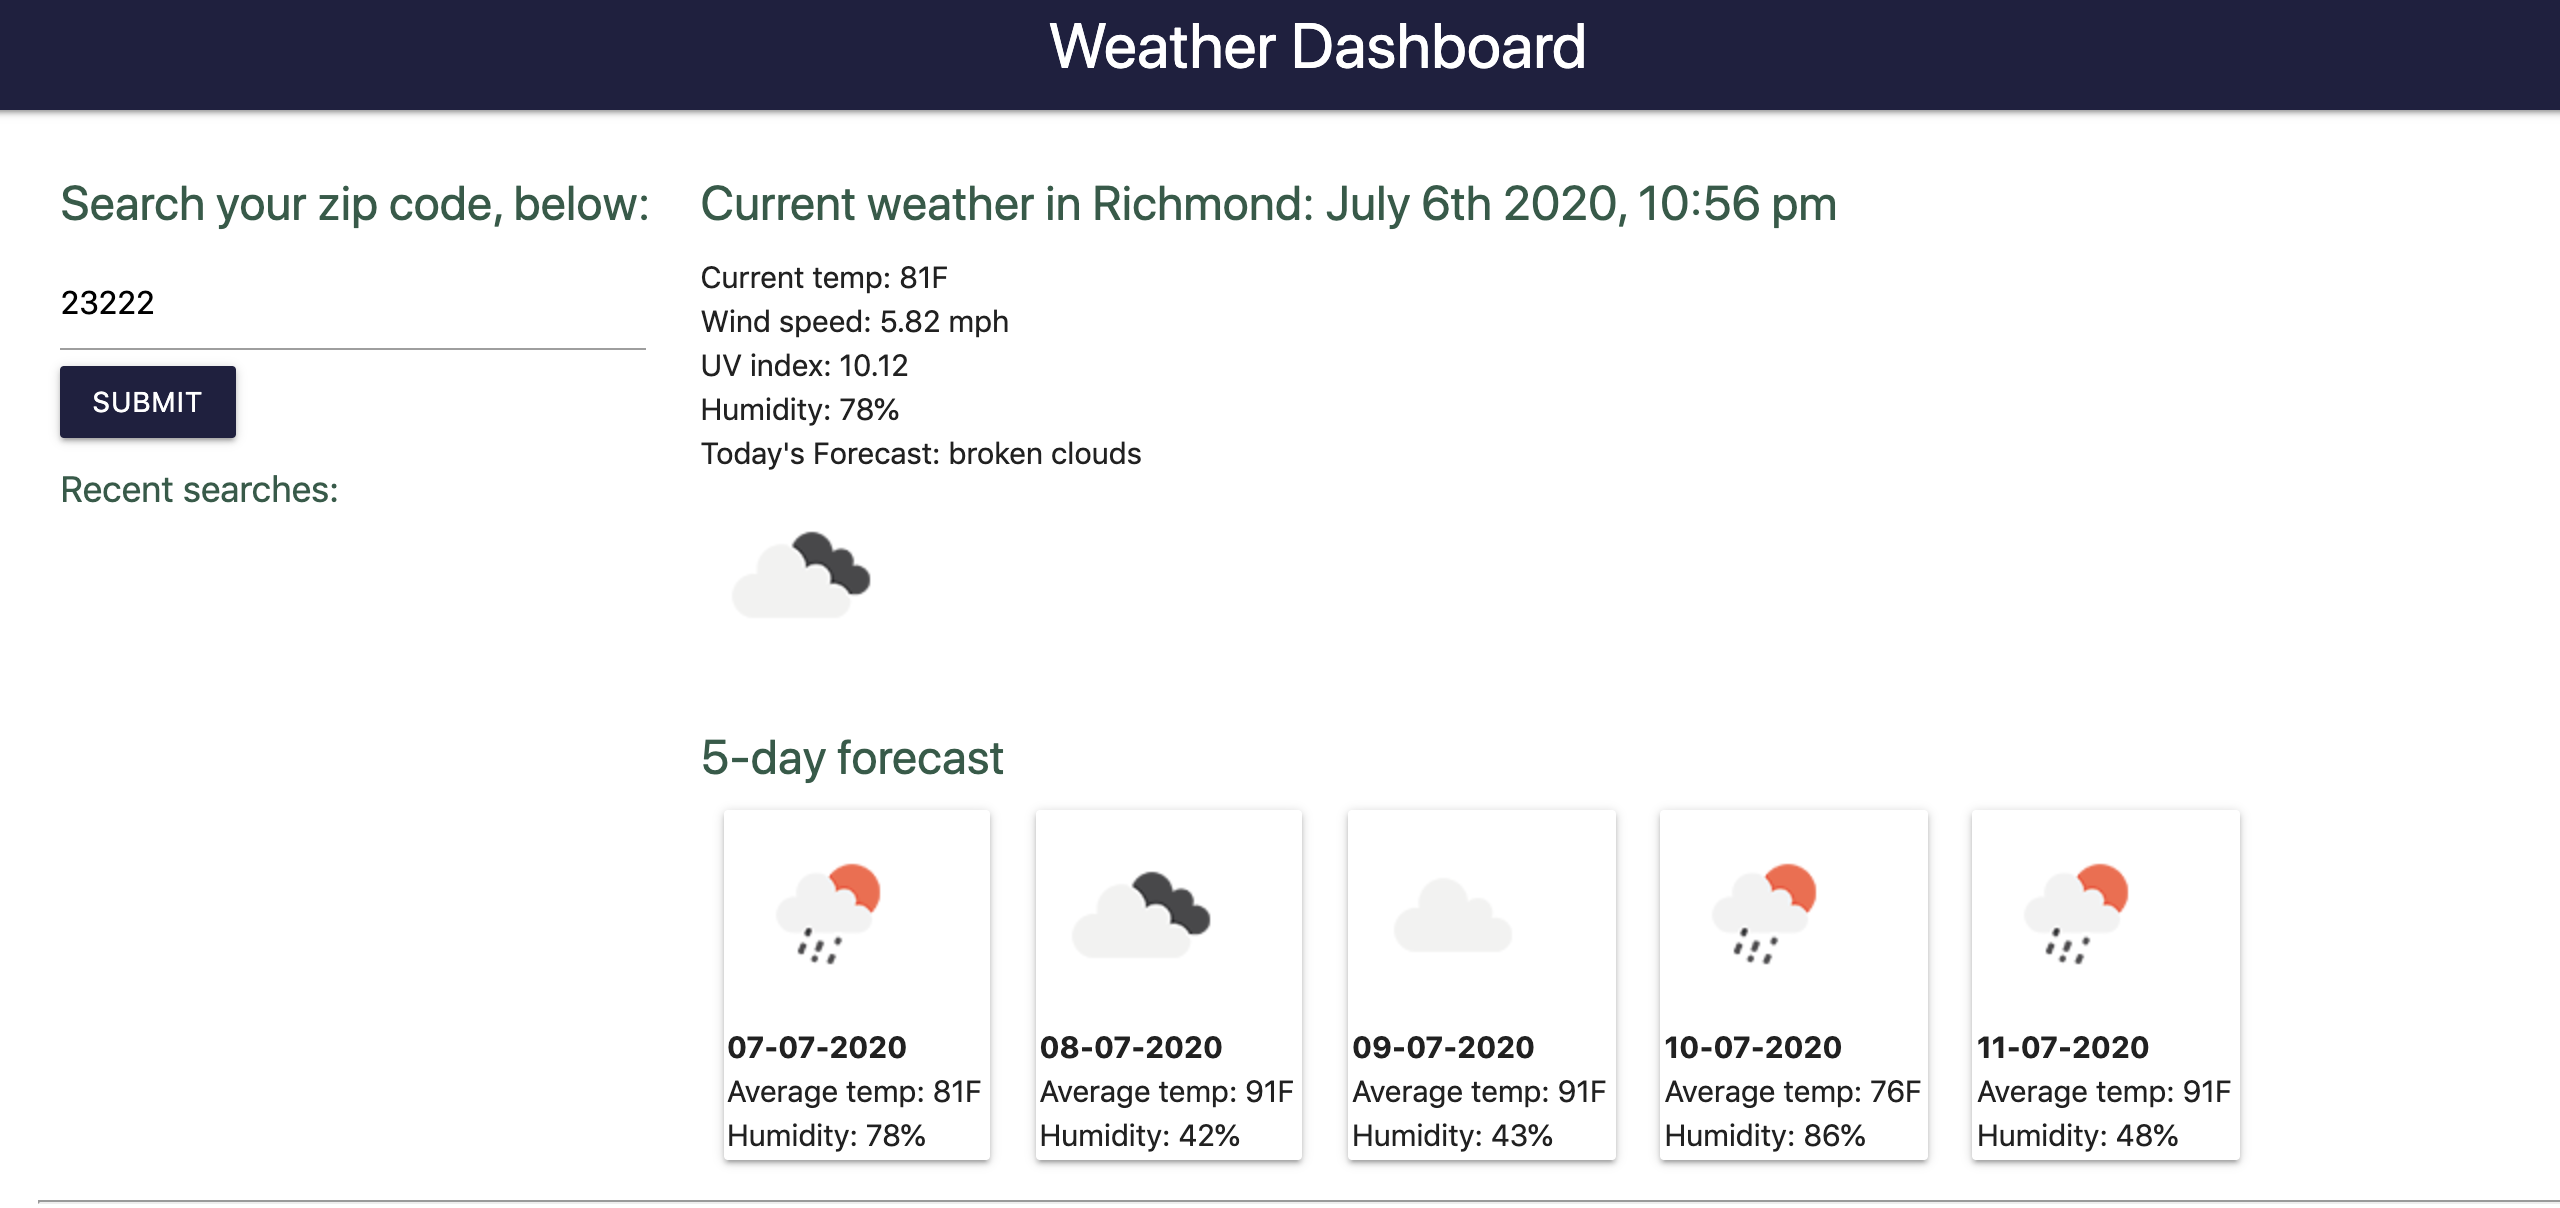 Weather Dashboard
Search your zip code, below:
23222
SUBMIT
Recent searches:
Current weather in Richmond: July 6th 2020, 10:56 pm
Current temp: 81F
Wind speed: 5.82 mph
UV index: 10.12
Humidity: 78%
Today's Forecast: broken clouds
5-day forecast
07-07-2020
Average temp: 81F
Humidity: 78%
08-07-2020
Average temp: 91F
Humidity: 42%
09-07-2020
Average temp: 91F
Humidity: 43%
10-07-2020
Average temp: 76F
Humidity: 86%
11-07-2020
Average temp: 91F
Humidity: 48%